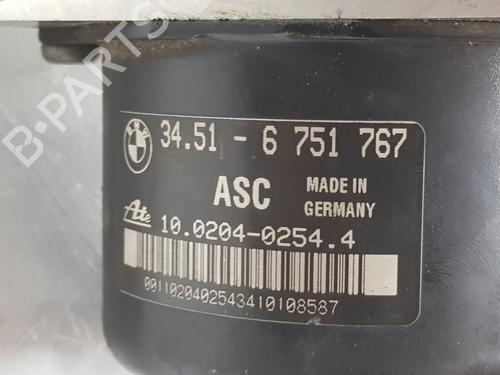 B-PARTS
34.51 - 6 751 767
ASC MADE IN
GERMANY
Ate 10.0204-0254.4
0011020402543410108587